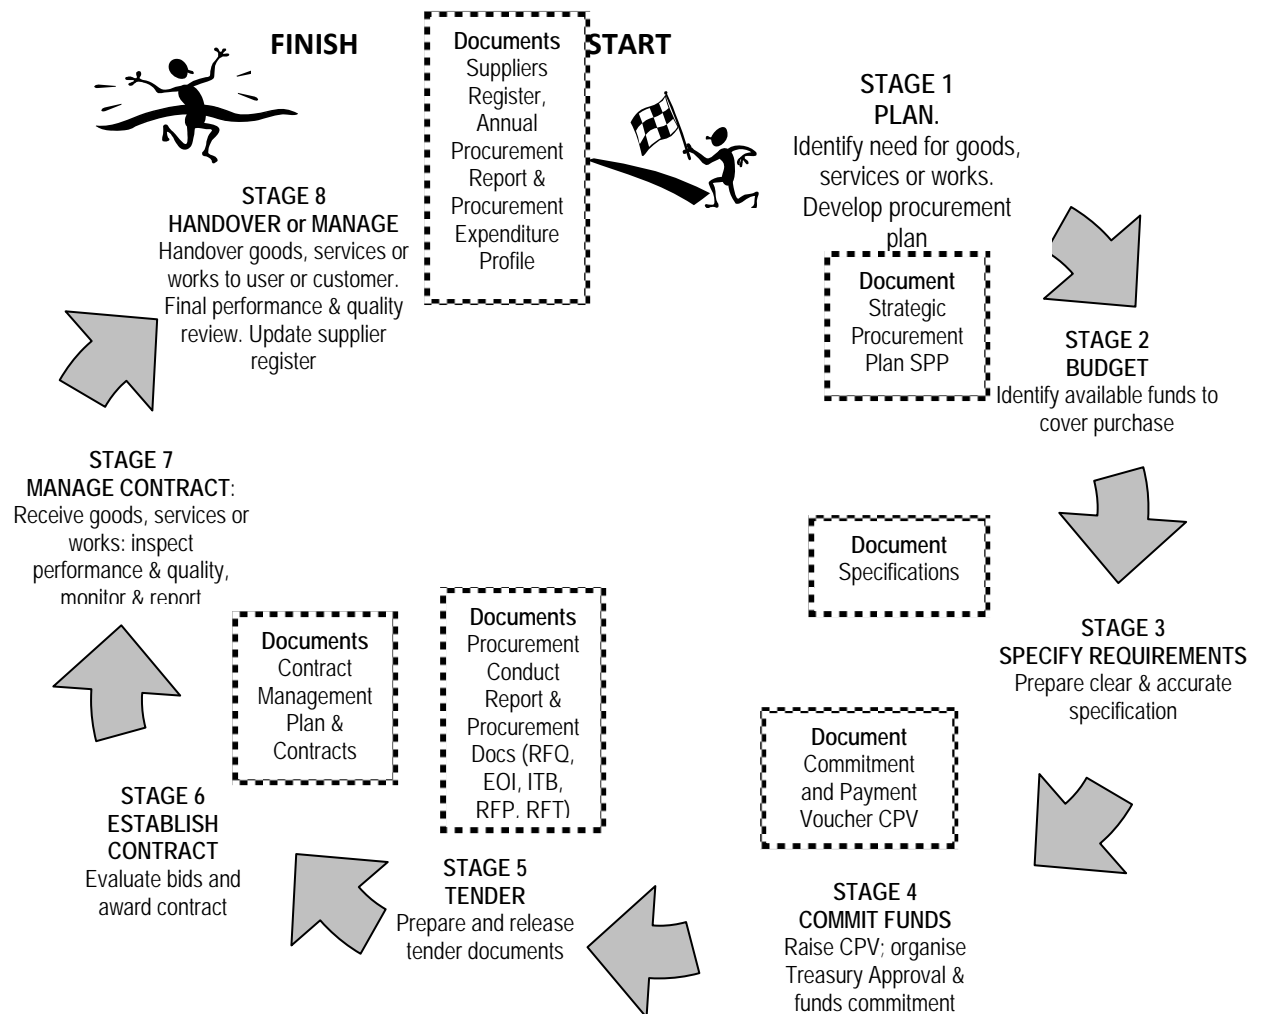 FINISH
START
Documents
Suppliers
Register,
Annual
Procurement
Report &
Procurement
Expenditure
Profile
STAGE 1
PLAN.
Identify need for goods,
services or works.
Develop procurement
plan
Document
Strategic
Procurement
Plan SPP
STAGE 2
BUDGET
Identify available funds to
cover purchase
Document
Specifications
STAGE 3
SPECIFY REQUIREMENTS
Prepare clear & accurate
specification
Document
Commitment
and Payment
Voucher CPV
STAGE 4
COMMIT FUNDS
Raise CPV; organise
Treasury Approval &
funds commitment
Documents
Procurement
Conduct
Report &
Procurement
Docs (RFQ,
EOI, ITB,
RFP, RFT)
STAGE 5
TENDER
Prepare and release
tender documents
Documents
Contract
Management
Plan &
Contracts
STAGE 6
ESTABLISH
CONTRACT
Evaluate bids and
award contract
STAGE 7
MANAGE CONTRACT:
Receive goods, services or
works: inspect
performance & quality,
monitor & report
STAGE 8
HANDOVER or MANAGE
Handover goods, services or
works to user or customer.
Final performance & quality
review. Update supplier
register